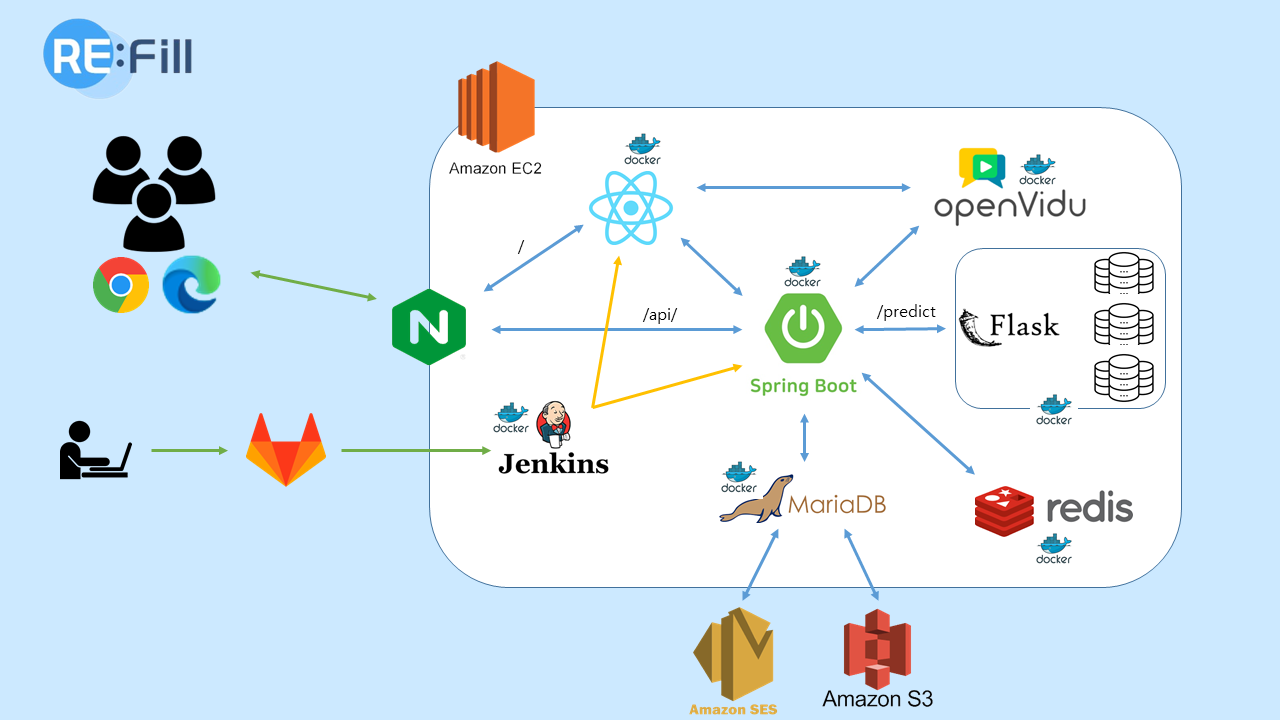 RE:Fill
Amazon EC2
docker
docker
openVidu
/
docker
/api/
/predict
Flask
Spring Boot
docker
docker
Jenkins
docker
MariaDB
redis
docker
Amazon SES
Amazon S3
N